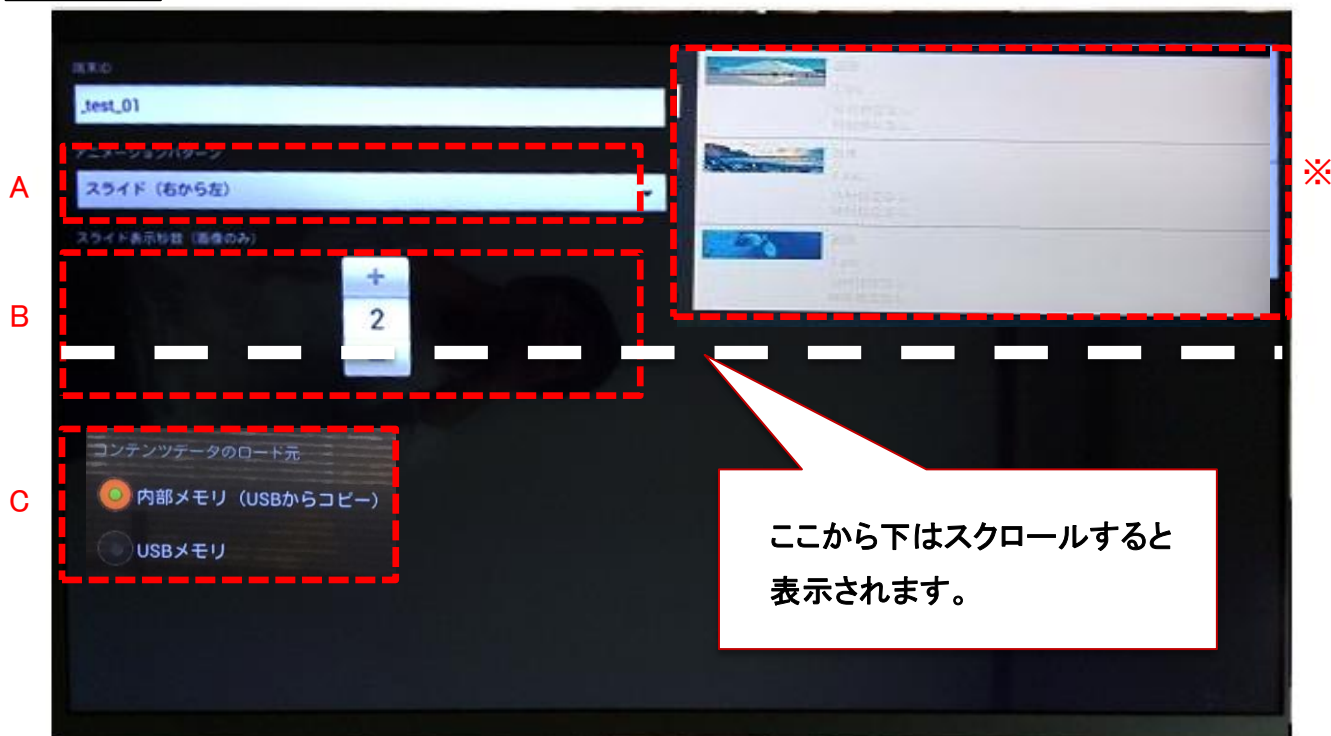 端末ID
_test_01
アニメーションパターン
A
スライド（右から左）
※
スライド表示秒数（画像のみ）
+
B
2
コンテンツデータのロード元
C
内部メモリ（USBからコピー）
USBメモリ
ここから下はスクロールすると
表示されます。